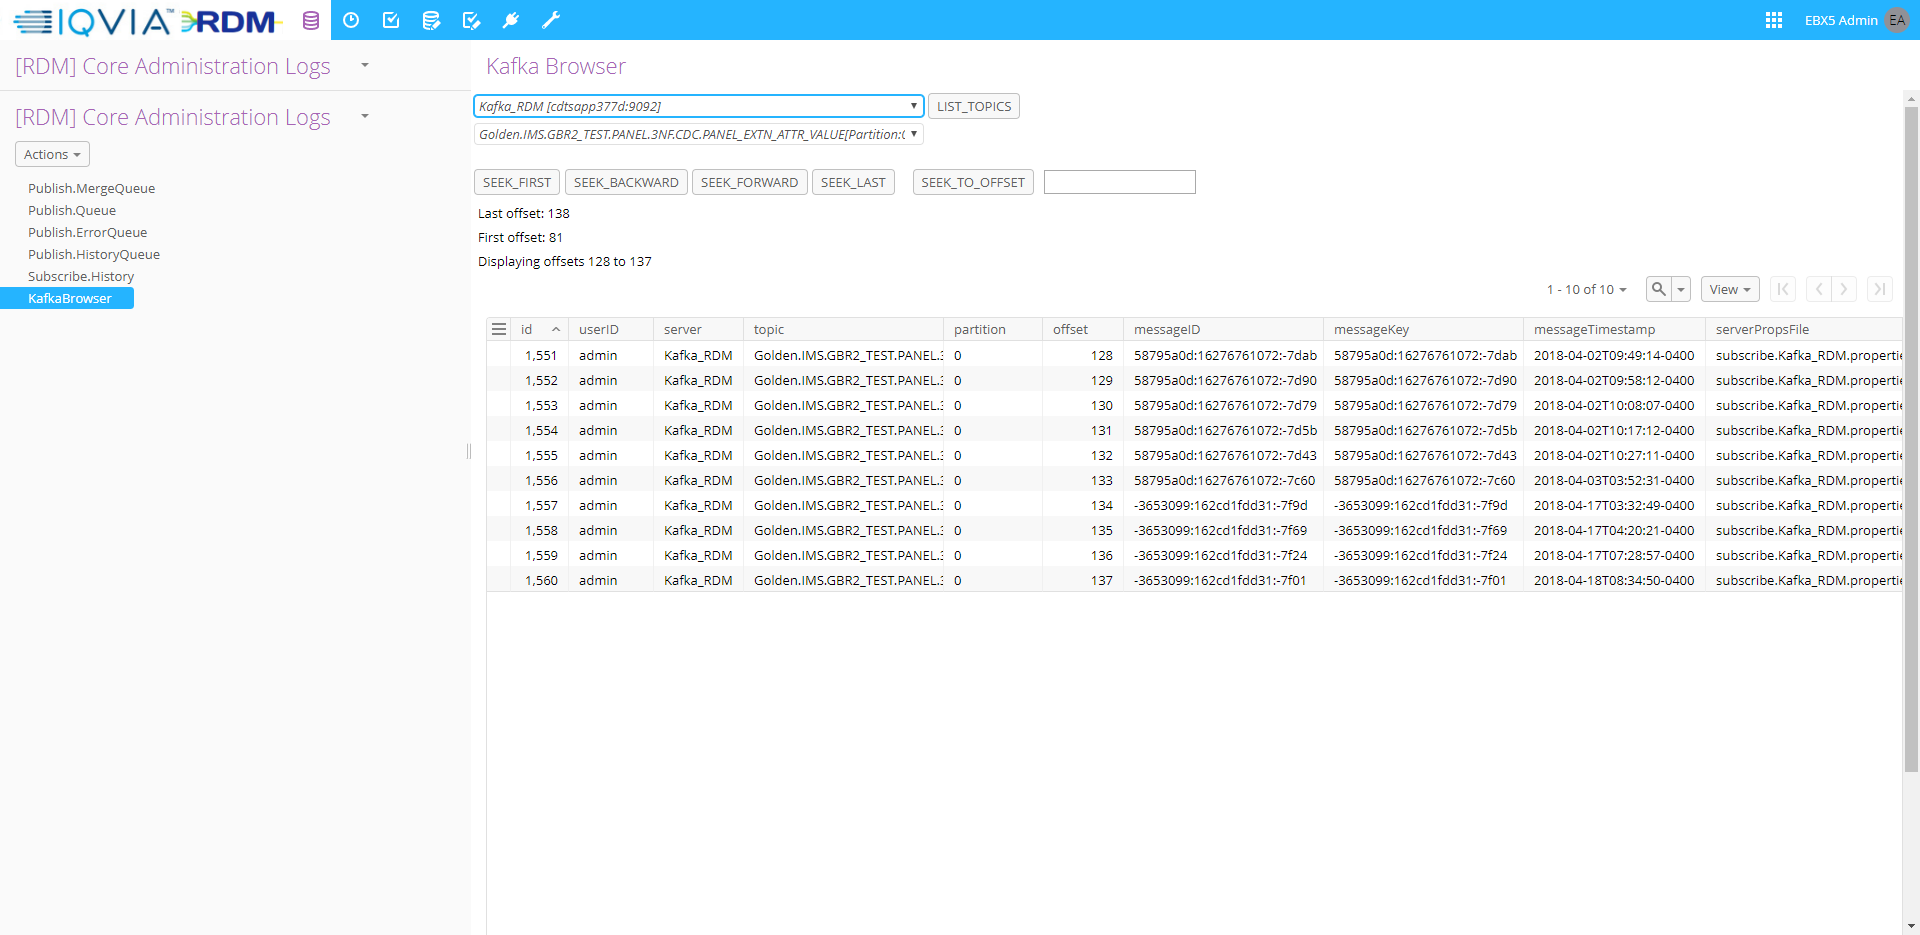 IQVIA™ RDM
EBX5 Admin EA
[RDM] Core Administration Logs
[RDM] Core Administration Logs
Actions
Publish.MergeQueue
Publish.Queue
Publish.ErrorQueue
Publish.HistoryQueue
Subscribe.History
KafkaBrowser
Kafka Browser
Kafka_RDM [cdtsapp377d:9092] LIST_TOPICS
Golden.IMS.GBR2_TEST.PANEL.3NF.CDC.PANEL_EXTN_ATTR_VALUE[Partition:
SEEK_FIRST SEEK_BACKWARD SEEK_FORWARD SEEK_LAST SEEK_TO_OFFSET
Last offset: 138
First offset: 81
Displaying offsets 128 to 137
1 - 10 of 10 View
id userID server topic partition offset messageID messageKey messageTimestamp serverPropsFile
1,551 admin Kafka_RDM Golden.IMS.GBR2_TEST.PANEL.3 0 128 58795a0d:16276761072:-7dab 58795a0d:16276761072:-7dab 2018-04-02T09:49:14-0400 subscribe.Kafka_RDM.properti
1,552 admin Kafka_RDM Golden.IMS.GBR2_TEST.PANEL.3 0 129 58795a0d:16276761072:-7d90 58795a0d:16276761072:-7d90 2018-04-02T09:58:12-0400 subscribe.Kafka_RDM.properti
1,553 admin Kafka_RDM Golden.IMS.GBR2_TEST.PANEL.3 0 130 58795a0d:16276761072:-7d79 58795a0d:16276761072:-7d79 2018-04-02T10:08:07-0400 subscribe.Kafka_RDM.properti
1,554 admin Kafka_RDM Golden.IMS.GBR2_TEST.PANEL.3 0 131 58795a0d:16276761072:-7d5b 58795a0d:16276761072:-7d5b 2018-04-02T10:17:12-0400 subscribe.Kafka_RDM.properti
1,555 admin Kafka_RDM Golden.IMS.GBR2_TEST.PANEL.3 0 132 58795a0d:16276761072:-7d43 58795a0d:16276761072:-7d43 2018-04-02T10:27:11-0400 subscribe.Kafka_RDM.properti
1,556 admin Kafka_RDM Golden.IMS.GBR2_TEST.PANEL.3 0 133 58795a0d:16276761072:-7c60 58795a0d:16276761072:-7c60 2018-04-03T03:52:31-0400 subscribe.Kafka_RDM.properti
1,557 admin Kafka_RDM Golden.IMS.GBR2_TEST.PANEL.3 0 134 -3653099:162cd1fdd31:-7f9d -3653099:162cd1fdd31:-7f9d 2018-04-17T03:32:49-0400 subscribe.Kafka_RDM.properti
1,558 admin Kafka_RDM Golden.IMS.GBR2_TEST.PANEL.3 0 135 -3653099:162cd1fdd31:-7f69 -3653099:162cd1fdd31:-7f69 2018-04-17T04:20:21-0400 subscribe.Kafka_RDM.properti
1,559 admin Kafka_RDM Golden.IMS.GBR2_TEST.PANEL.3 0 136 -3653099:162cd1fdd31:-7f24 -3653099:162cd1fdd31:-7f24 2018-04-17T07:28:57-0400 subscribe.Kafka_RDM.properti
1,560 admin Kafka_RDM Golden.IMS.GBR2_TEST.PANEL.3 0 137 -3653099:162cd1fdd31:-7f01 -3653099:162cd1fdd31:-7f01 2018-04-18T08:34:50-0400 subscribe.Kafka_RDM.properti